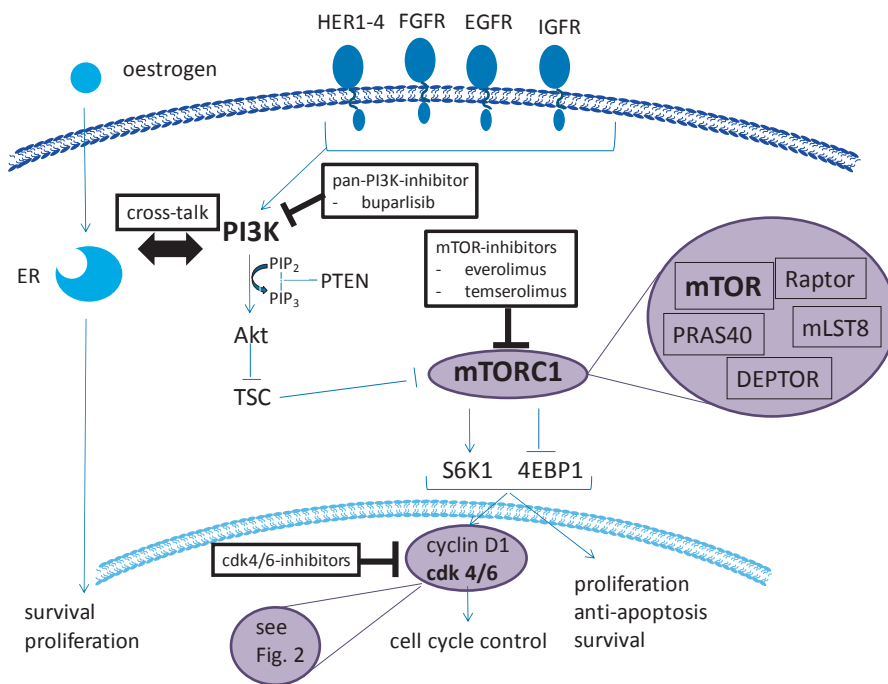 HER1-4
FGFR
EGFR
IGFR
oestrogen
pan-PI3K-inhibitor
- buparlisib
cross-talk
PI3K
ER
PIP2
PIP3
PTEN
mTOR-inhibitors
- everolimus
- temserolimus
mTOR
Raptor
PRAS40
mLST8
DEPTOR
Akt
TSC
mTORC1
S6K1
4EBP1
cdk4/6-inhibitors
cyclin D1
cdk 4/6
survival
proliferation
see
Fig. 2
cell cycle control
proliferation
anti-apoptosis
survival